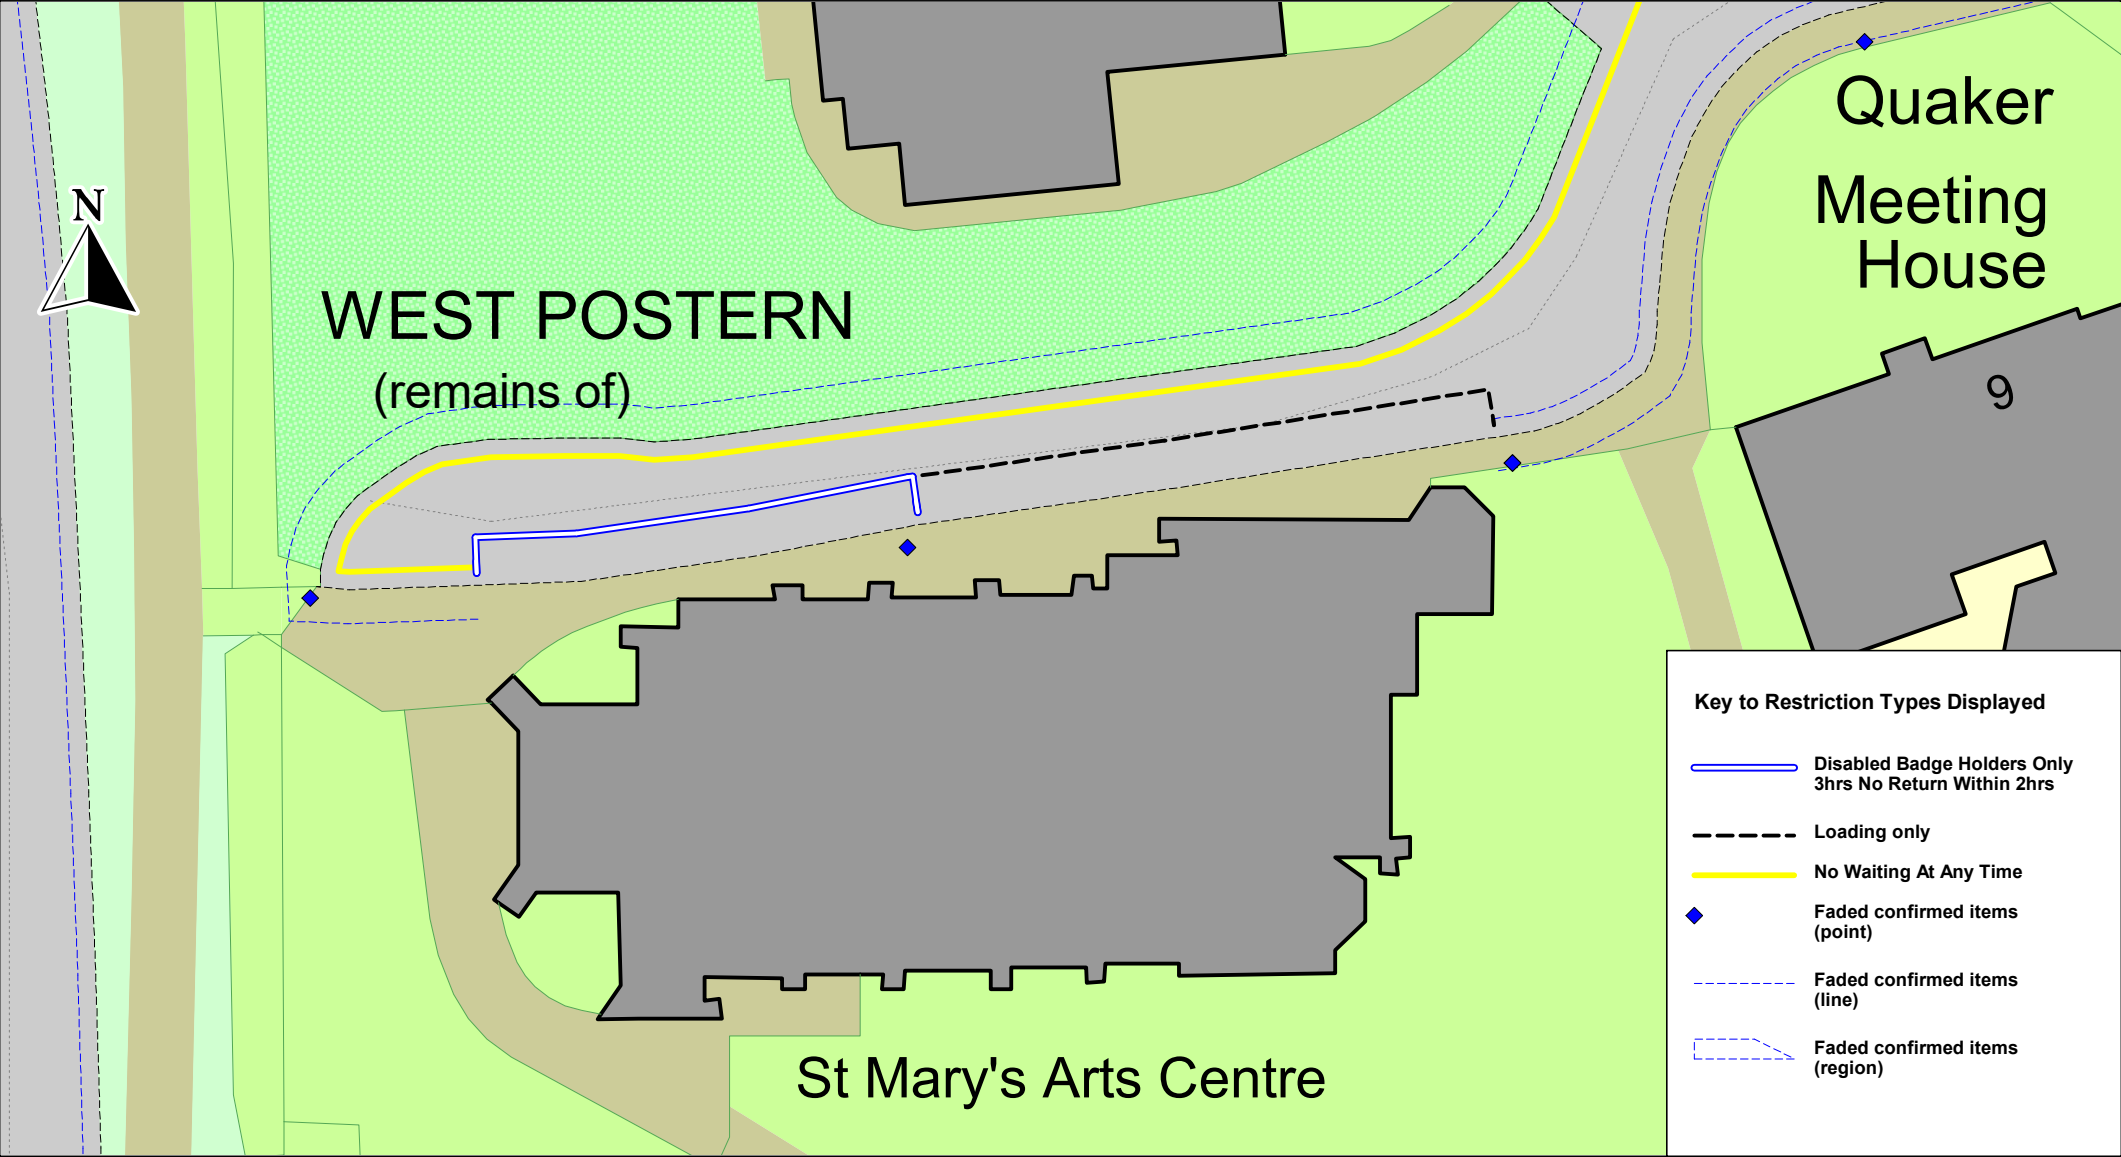 Quaker
Meeting
House
N
WEST POSTERN
(remains of)
9
St Mary's Arts Centre
Key to Restriction Types Displayed
Disabled Badge Holders Only
3hrs No Return Within 2hrs
Loading only
No Waiting At Any Time
Faded confirmed items
(point)
Faded confirmed items
(line)
Faded confirmed items
(region)